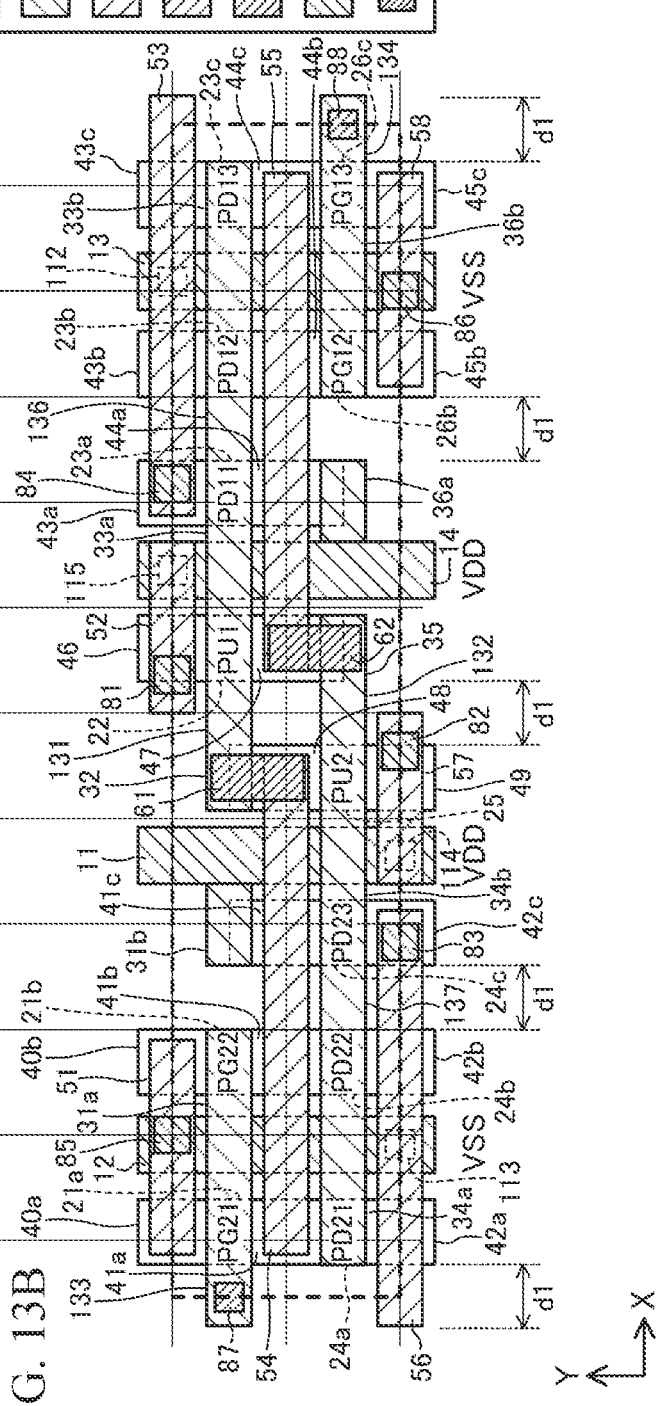 G. 13B
40a
12
85
51
40b
31b
11
61
32
131
22
81
46
52
115
43a
84
136
43b
112
13
43c
53
133
21a
31a
21b
41b
41c
47
33a
23a
44a
23b
33b
23c
44c
55
41a
PG21
PG22
PU1
PD11
PD12
PD13
44b
87
88
26c
54
PD21
PD22
PD23
PU2
PG12
PG13
134
24a
48
62
35
132
36a
26b
36b
56
34a
113
24b
137
24c
83
34b
114
25
57
82
86
58
42a
VSS
42b
42c
VDD
49
14
VDD
45b
VSS
45c
d1
d1
d1
d1
d1
Y
X